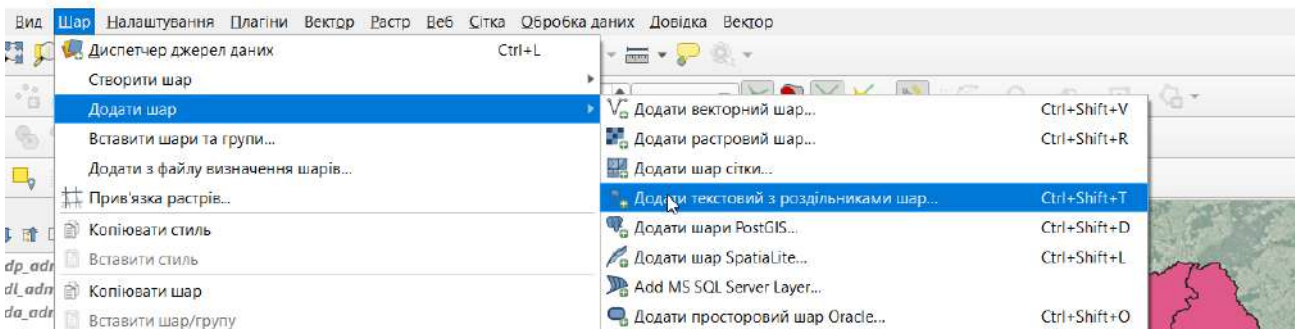 Вид Шар Налаштування Плагіни Вектор Растр Веб Сітка Обробка даних Довідка Вектор
Диспетчер джерел даних Ctrl+L
Створити шар
Додати шар
Вставити шари та групи...
Додати з файлу визначення шарів...
Прив'язка растрів...
Копіювати стиль
Вставити стиль
Копіювати шар
Вставити шар/групу
Додати векторний шар... Ctrl+Shift+V
Додати растровий шар... Ctrl+Shift+R
Додати шар сітки...
Додати текстовий з роздільниками шар... Ctrl+Shift+T
Додати шари PostGIS... Ctrl+Shift+D
Додати шар SpatiaLite... Ctrl+Shift+L
Add MS SQL Server Layer...
Додати просторовий шар Oracle... Ctrl+Shift+O
dp_adm
dl_adm
da_adm